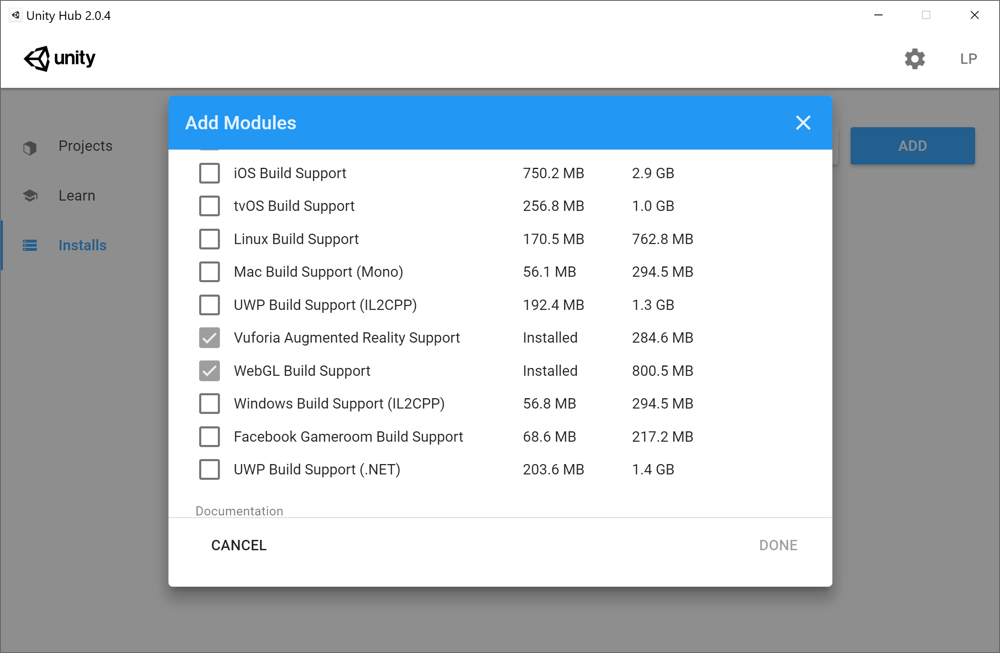 Unity Hub 2.0.4
unity
LP
Add Modules
Projects
ADD
Learn
Installs
iOS Build Support 750.2 MB 2.9 GB
tvOS Build Support 256.8 MB 1.0 GB
Linux Build Support 170.5 MB 762.8 MB
Mac Build Support (Mono) 56.1 MB 294.5 MB
UWP Build Support (IL2CPP) 192.4 MB 1.3 GB
Vuforia Augmented Reality Support Installed 284.6 MB
WebGL Build Support Installed 800.5 MB
Windows Build Support (IL2CPP) 56.8 MB 294.5 MB
Facebook Gameroom Build Support 68.6 MB 217.2 MB
UWP Build Support (.NET) 203.6 MB 1.4 GB
Documentation
CANCEL
DONE